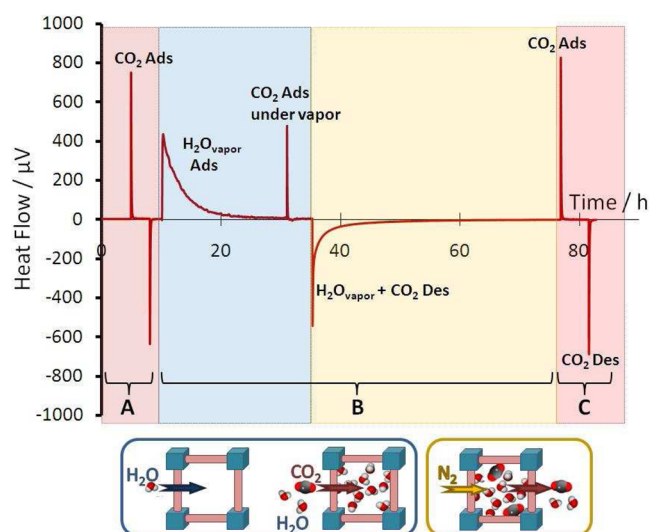 1000
800
600
400
200
0
-200
-400
-600
-800
-1000
Heat Flow / µV
CO₂ Ads
H₂Oᵥₐₚₒᵣ
Ads
CO₂ Ads
under vapor
H₂Oᵥₐₚₒᵣ + CO₂ Des
CO₂ Ads
Time / h
0 20 40 60 80
CO₂ Des
A B C
H₂O
CO₂
H₂O
N₂